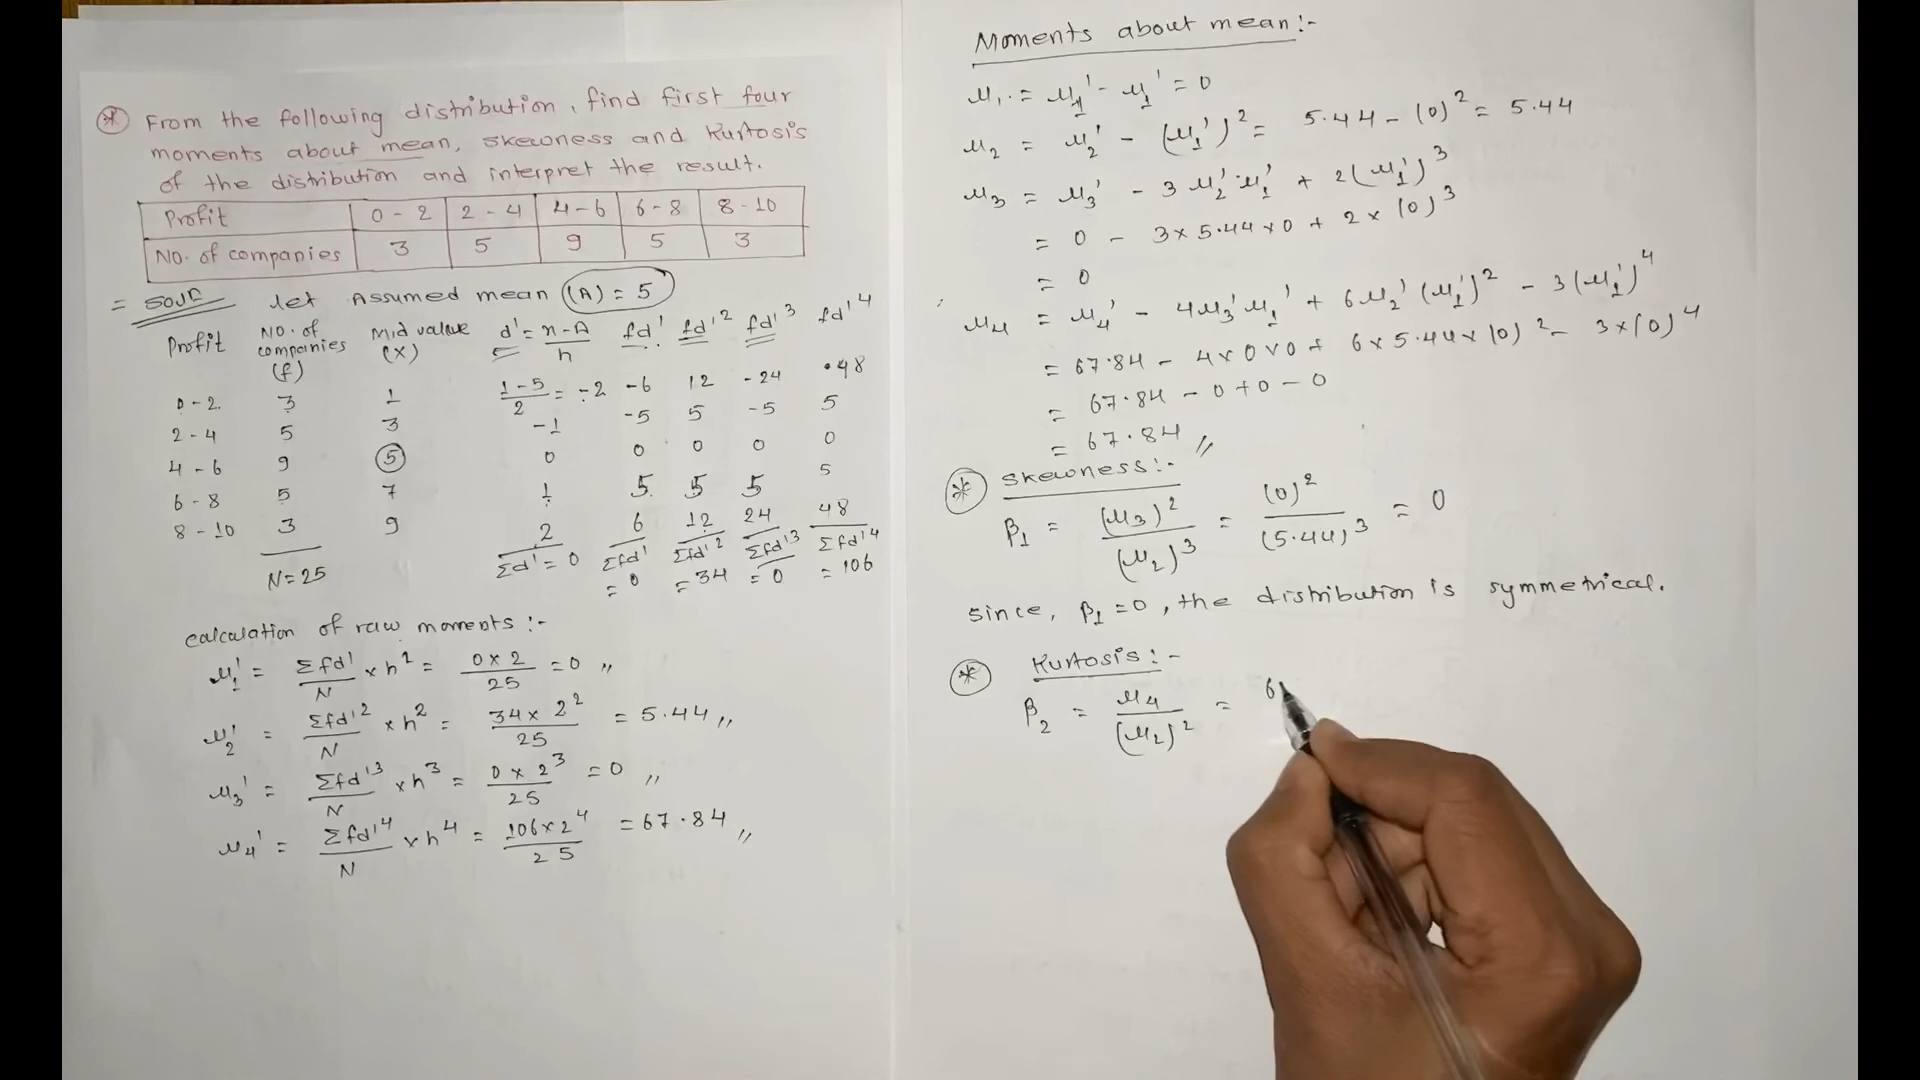 * From the following distribution, find first four
moments about mean, skewness and Kurtosis
of the distribution and interpret the result.
Profit 0-2 2-4 4-6 6-8 8-10
No. of companies 3 5 9 5 3
= let Assumed mean (A) = 5
Profit No. of companies (f) Mid value (X) d' = x-A/h fd' fd'² fd'³ fd'⁴
0-2 3 1 1-5/2 = -2 -6 12 -24 48
2-4 5 3 -1 -5 5 -5 5
4-6 9 5 0 0 0 0 0
6-8 5 7 1 5 5 5 5
8-10 3 9 2 6 12 24 48
N=25 Σd'=0 Σfd'=0 Σfd'²=34 Σfd'³=0 Σfd'⁴=106
calculation of raw moments :-
μ₁' = Σfd'/N × h¹ = 0×2/25 = 0 ,,
μ₂' = Σfd'²/N × h² = 34×2²/25 = 5.44 ,,
μ₃' = Σfd'³/N × h³ = 0×2³/25 = 0 ,,
μ₄' = Σfd'⁴/N × h⁴ = 106×2⁴/25 = 67.84 ,,
Moments about mean :-
μ₁ = μ₁' - μ₁' = 0
μ₂ = μ₂' - (μ₁')² = 5.44 - (0)² = 5.44
μ₃ = μ₃' - 3μ₂'.μ₁' + 2(μ₁')³
= 0 - 3×5.44×0 + 2×(0)³
= 0
μ₄ = μ₄' - 4μ₃'μ₁' + 6μ₂'(μ₁')² - 3(μ₁')⁴
= 67.84 - 4×0×0 + 6×5.44×(0)² - 3×(0)⁴
= 67.84 - 0 + 0 - 0
= 67.84 ,,
* Skewness :-
β₁ = (μ₃)²/(μ₂)³ = (0)²/(5.44)³ = 0
Since, β₁=0, the distribution is symmetrical.
* Kurtosis :-
β₂ = μ₄/(μ₂)² = 6